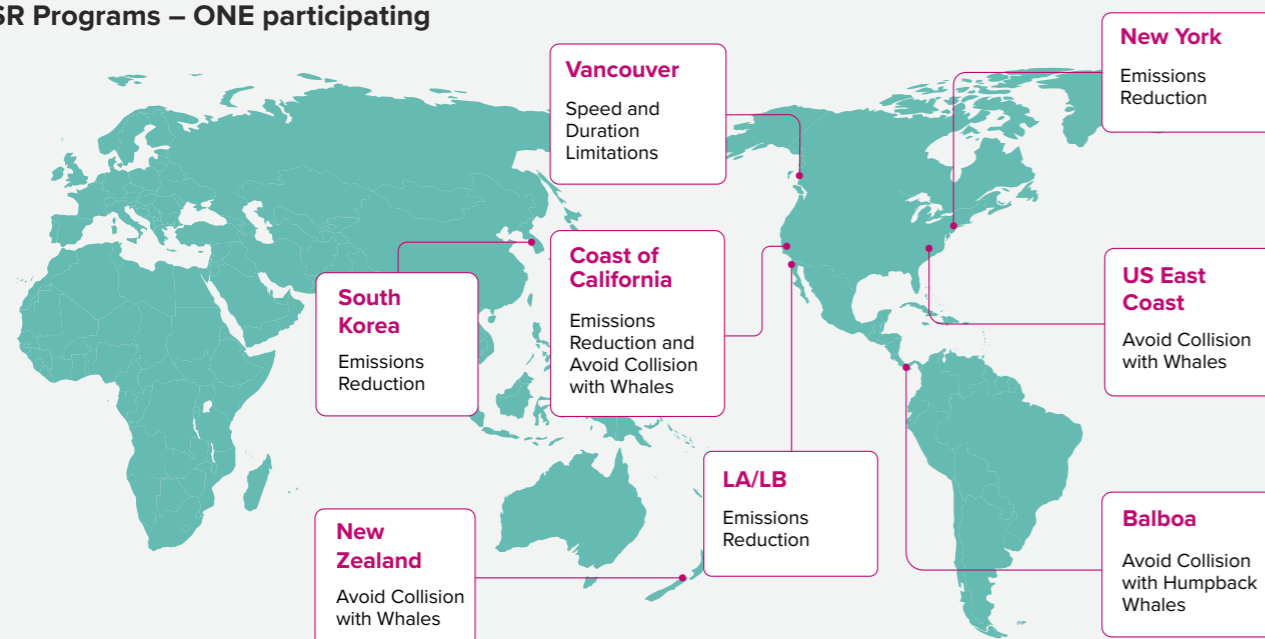 SR Programs – ONE participating
Vancouver
Speed and
Duration
Limitations
New York
Emissions
Reduction
South
Korea
Emissions
Reduction
Coast of
California
Emissions
Reduction and
Avoid Collision
with Whales
US East
Coast
Avoid Collision
with Whales
LA/LB
Emissions
Reduction
New
Zealand
Avoid Collision
with Whales
Balboa
Avoid Collision
with Humpback
Whales